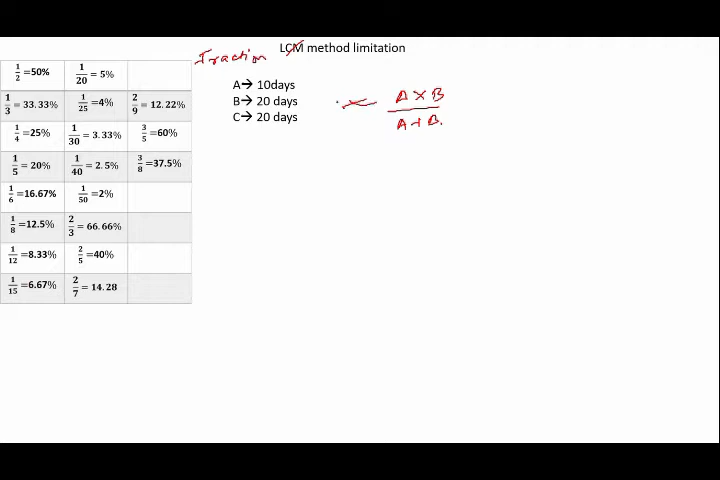 LCM method limitation
Fraction
A→ 10days
B→ 20 days
C→ 20 days
A × B
A + B.
1/2 =50% 1/20 = 5%
1/3 = 33.33% 1/25 =4% 2/9 = 12.22%
1/4 =25% 1/30 = 3.33% 3/5 =60%
1/5 = 20% 1/40 = 2.5% 3/8 =37.5%
1/6 =16.67% 1/50 =2%
1/8 =12.5% 2/3 = 66.66%
1/12 =8.33% 2/5 =40%
1/15 =6.67% 2/7 = 14.28